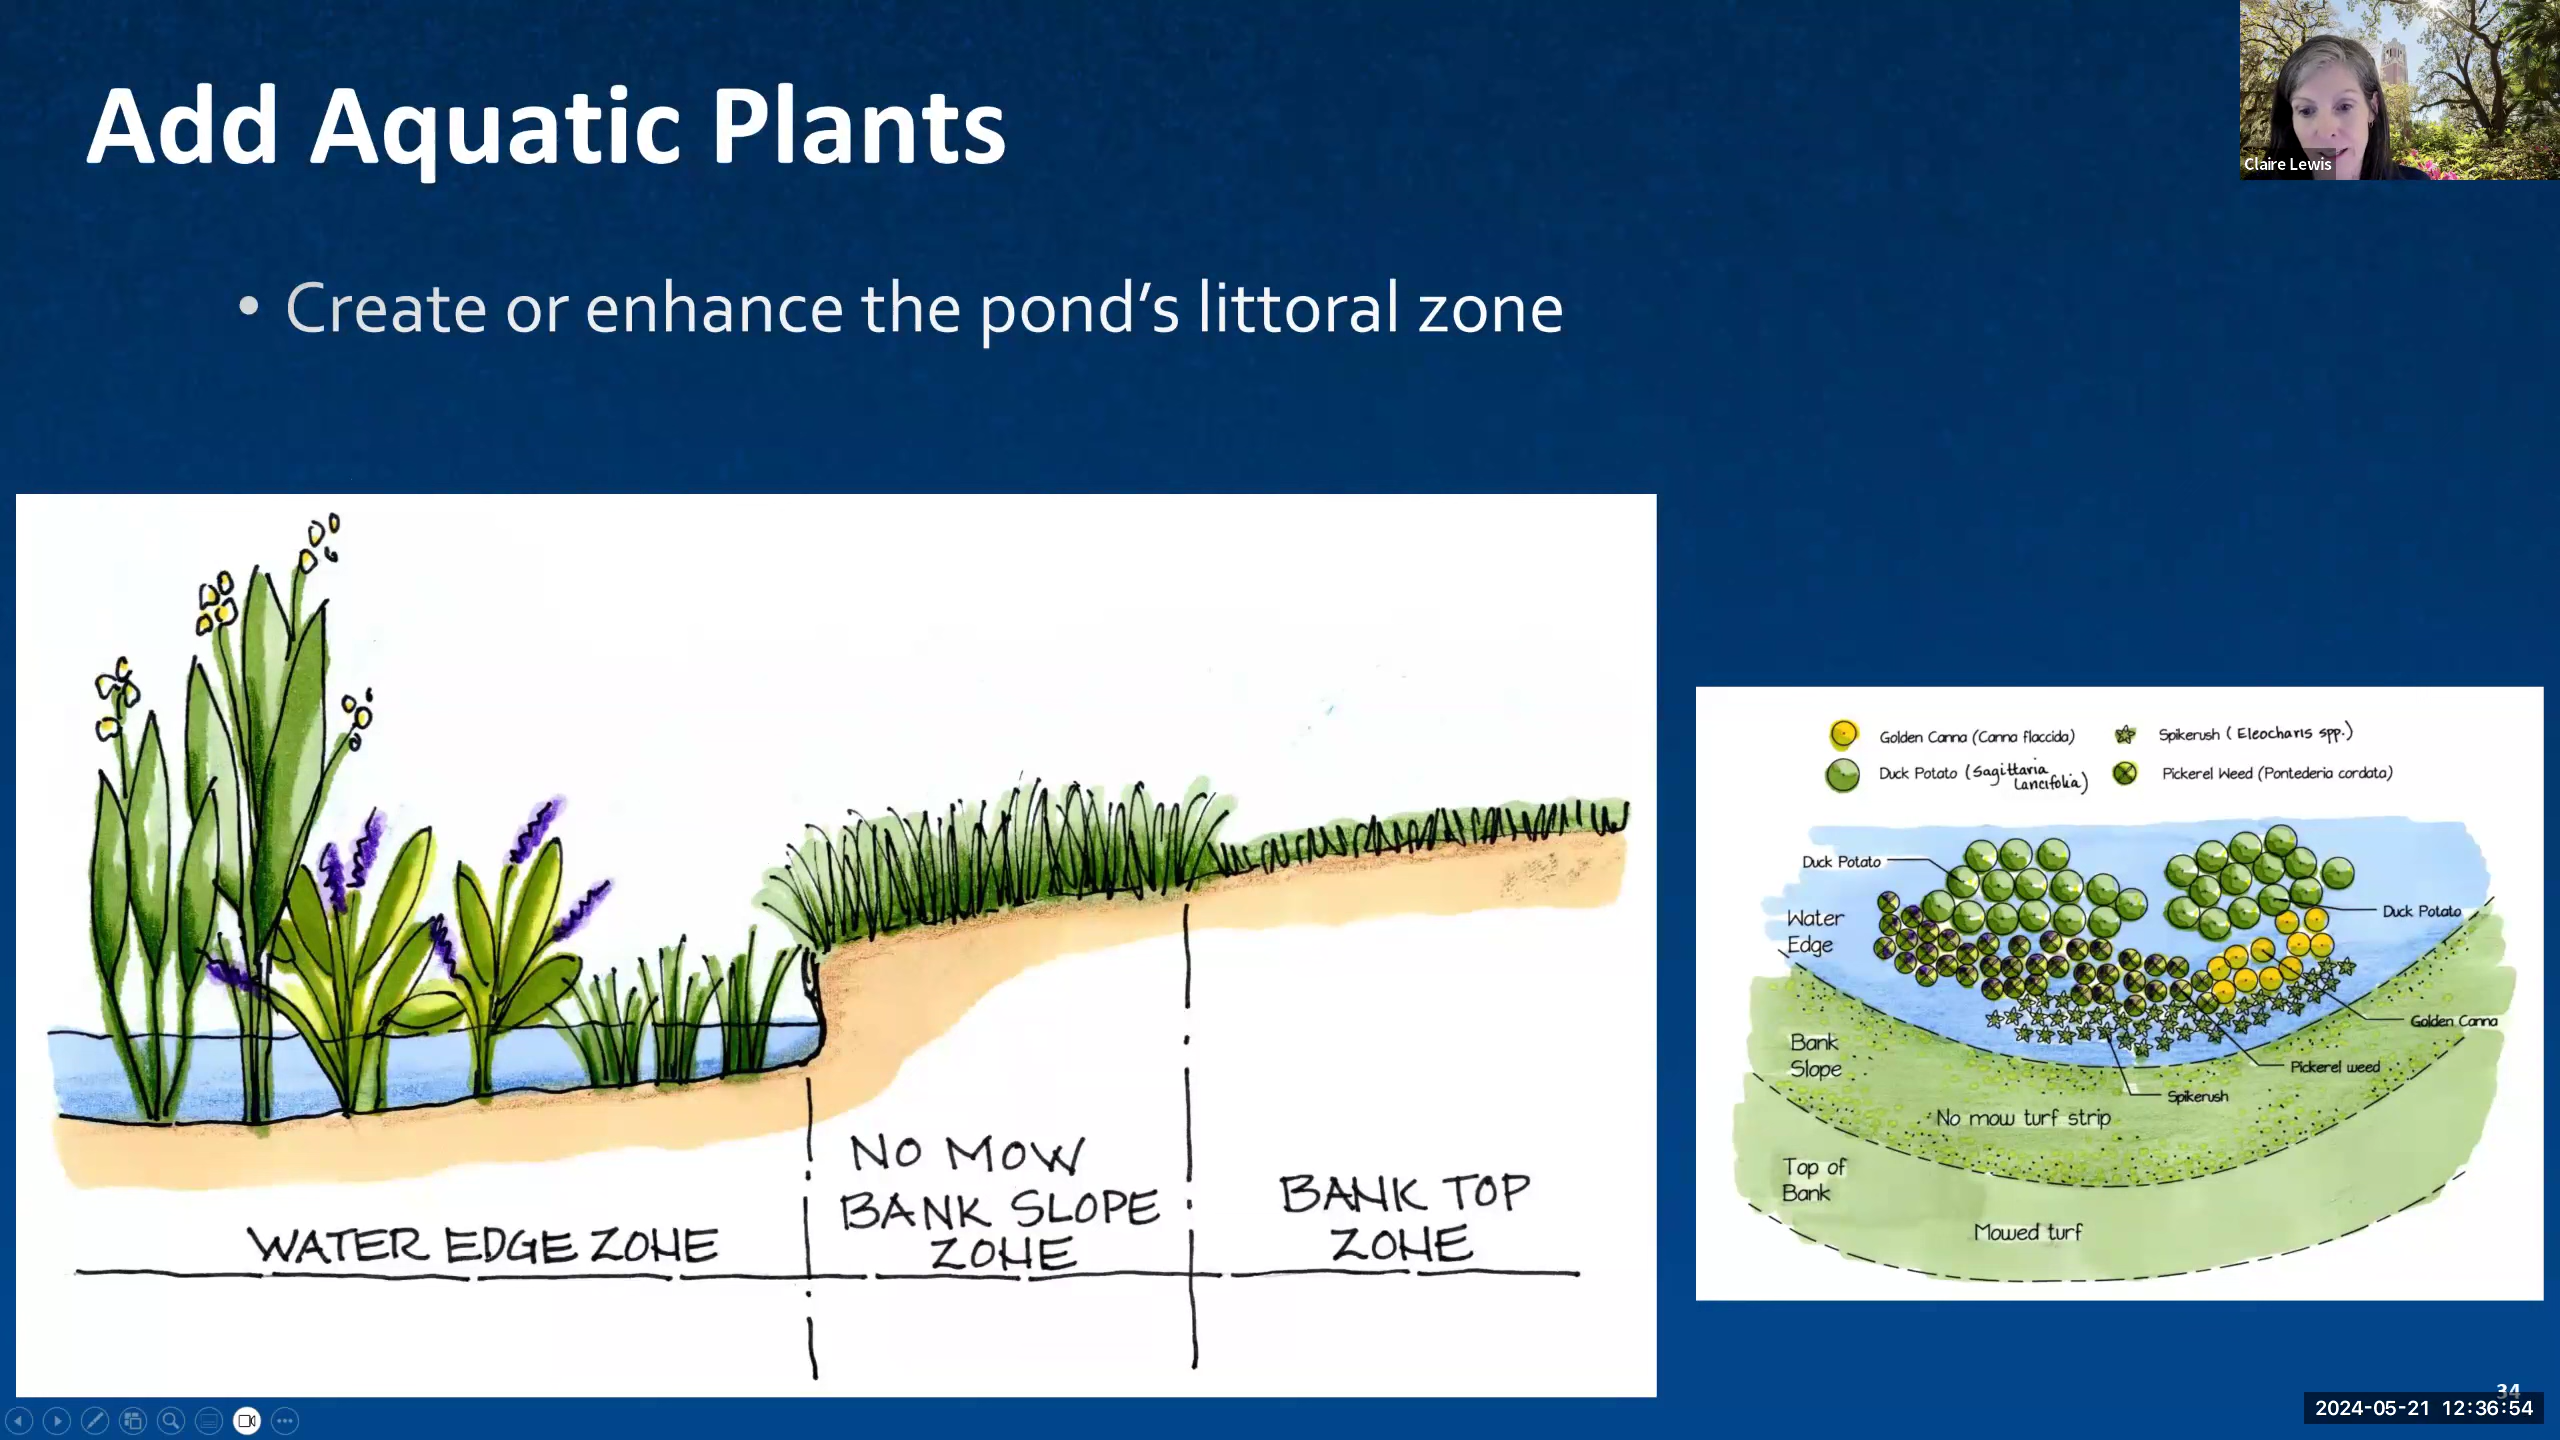 Add Aquatic Plants
Claire Lewis
• Create or enhance the pond’s littoral zone
WATER EDGE ZONE
NO MOW
BANK SLOPE
ZONE
BANK TOP
ZONE
Golden Canna (Canna flaccida)
Spikerush (Eleocharis spp.)
Duck Potato (Sagittaria
lancifolia)
Pickerel Weed (Pontederia cordata)
Duck Potato
Duck Potato
Water
Edge
Golden Canna
Bank
Slope
Pickerel weed
Spikerush
No mow turf strip
Top of
Bank
Mowed turf
34
2024-05-21 12:36:54